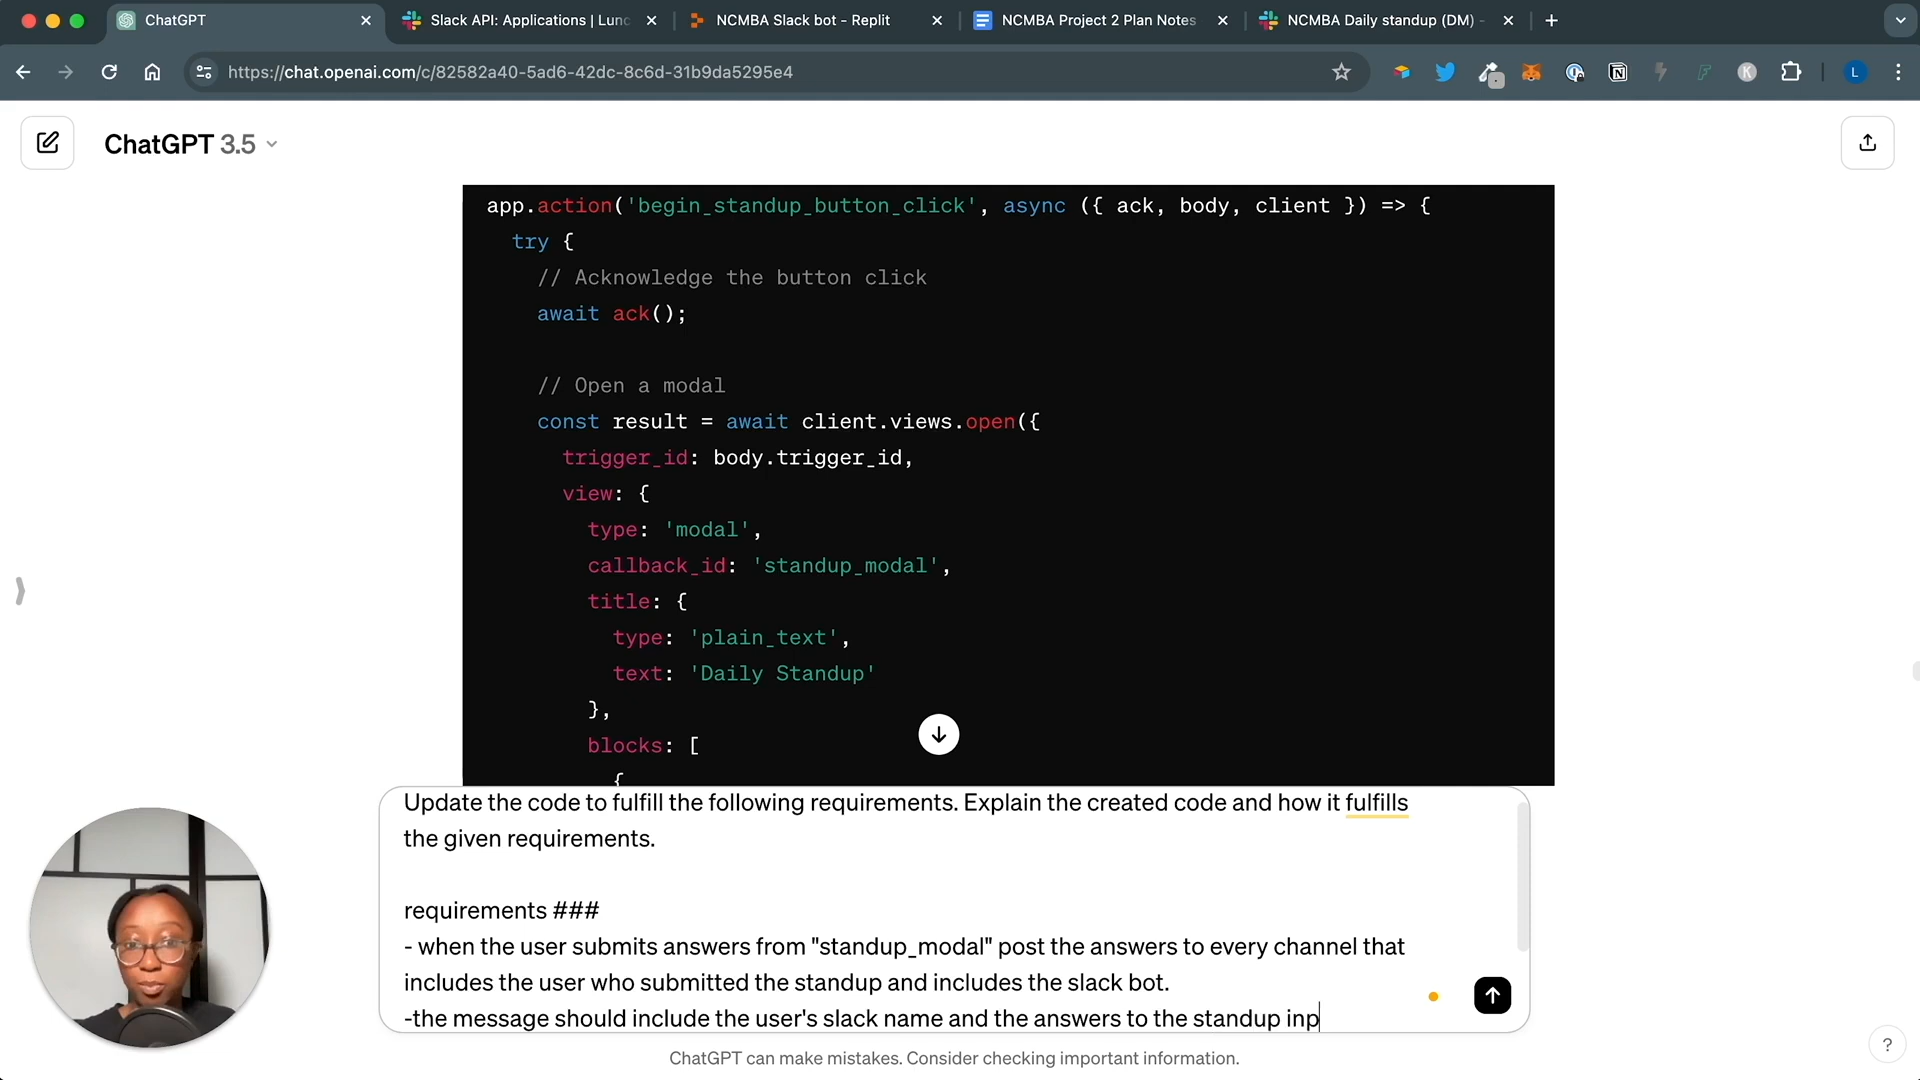 ChatGPT
Slack API: Applications | Lunc
NCMBA Slack bot - Replit
NCMBA Project 2 Plan Notes
NCMBA Daily standup (DM) -
https://chat.openai.com/c/82582a40-5ad6-42dc-8c6d-31b9da5295e4
L
K
ChatGPT 3.5
app.action('begin_standup_button_click', async ({ ack, body, client }) => {
try {
// Acknowledge the button click
await ack();
// Open a modal
const result = await client.views.open({
trigger_id: body.trigger_id,
view: {
type: 'modal',
callback_id: 'standup_modal',
title: {
type: 'plain_text',
text: 'Daily Standup'
},
blocks: [
{
Update the code to fulfill the following requirements. Explain the created code and how it fulfills
the given requirements.
requirements ###
- when the user submits answers from "standup_modal" post the answers to every channel that
includes the user who submitted the standup and includes the slack bot.
-the message should include the user's slack name and the answers to the standup inp
ChatGPT can make mistakes. Consider checking important information.
?